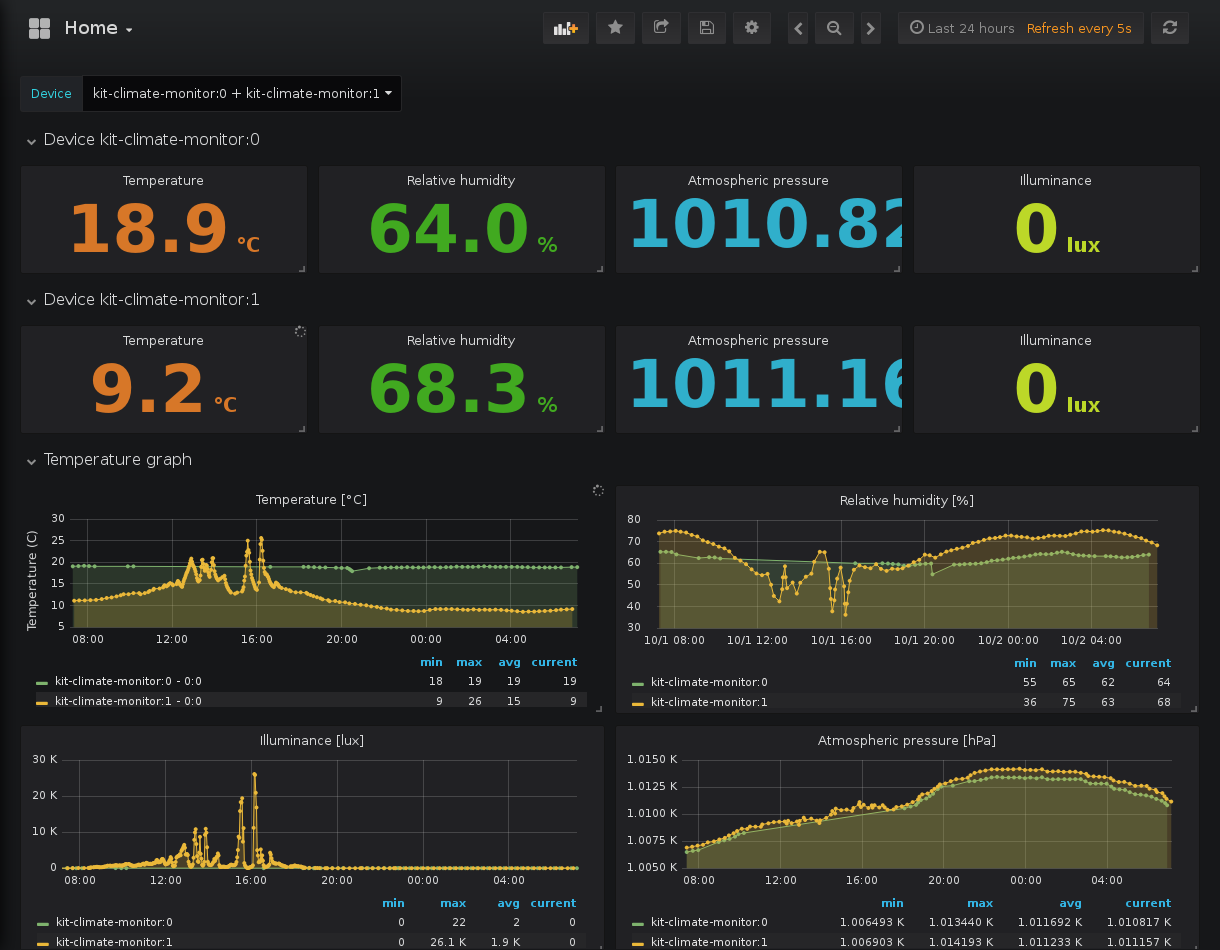 Home
Last 24 hours Refresh every 5s
Device kit-climate-monitor:0 + kit-climate-monitor:1
Device kit-climate-monitor:0
Temperature Relative humidity Atmospheric pressure Illuminance
18.9 °C 64.0 % 1010.82 0 lux
Device kit-climate-monitor:1
Temperature Relative humidity Atmospheric pressure Illuminance
9.2 °C 68.3 % 1011.16 0 lux
Temperature graph
Temperature [°C]
Temperature (C)
30
25
20
15
10
5
08:00 12:00 16:00 20:00 00:00 04:00
min max avg current
kit-climate-monitor:0 - 0:0 18 19 19 19
kit-climate-monitor:1 - 0:0 9 26 15 9
Relative humidity [%]
80
70
60
50
40
30
10/1 08:00 10/1 12:00 10/1 16:00 10/1 20:00 10/2 00:00 10/2 04:00
min max avg current
kit-climate-monitor:0 55 65 62 64
kit-climate-monitor:1 36 75 63 68
Illuminance [lux]
30 K
20 K
10 K
0
08:00 12:00 16:00 20:00 00:00 04:00
min max avg current
kit-climate-monitor:0 0 22 2 0
kit-climate-monitor:1 0 26.1 K 1.9 K 0
Atmospheric pressure [hPa]
1.0150 K
1.0125 K
1.0100 K
1.0075 K
1.0050 K
08:00 12:00 16:00 20:00 00:00 04:00
min max avg current
kit-climate-monitor:0 1.006493 K 1.013440 K 1.011692 K 1.010817 K
kit-climate-monitor:1 1.006903 K 1.014193 K 1.011233 K 1.011157 K